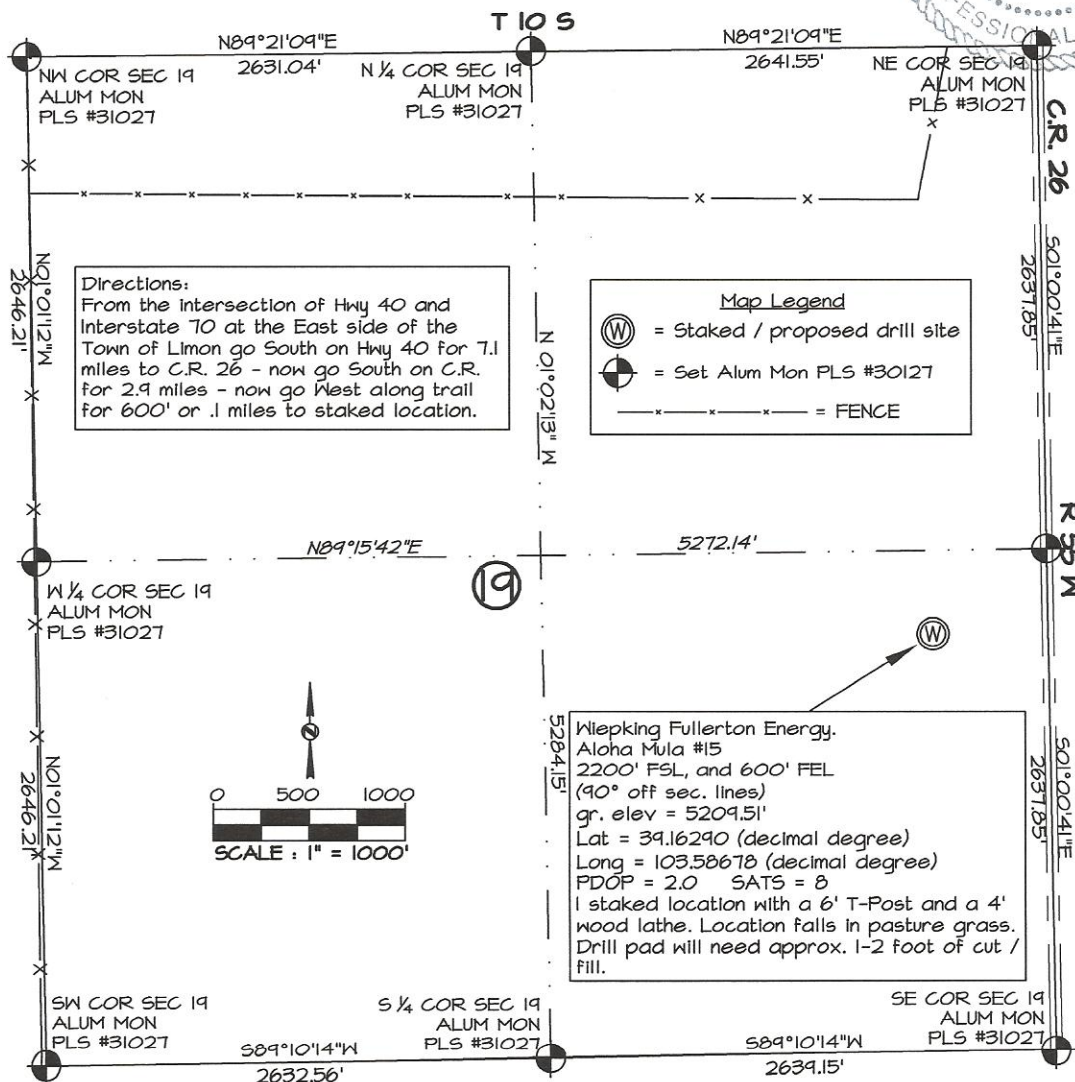 T 10 S
N89°21'09"E
2631.04'
N89°21'09"E
2641.55'
ESSIONAL
NW COR SEC 19
ALUM MON
PLS #31027
N ¼ COR SEC 19
ALUM MON
PLS #31027
NE COR SEC 19
ALUM MON
PLS #31027
C.R. 26
N01°01'12"W
2646.21'
Directions:
From the intersection of Hwy 40 and
Interstate 70 at the East side of the
Town of Limon go South on Hwy 40 for 7.1
miles to C.R. 26 - now go South on C.R.
for 2.9 miles - now go West along trail
for 600' or .1 miles to staked location.
N 01°02'13" W
Map Legend
W = Staked / proposed drill site
= Set Alum Mon PLS #30127
= FENCE
S01°00'41"E
2637.85'
R 55 W
N89°15'42"E
5272.14'
W ¼ COR SEC 19
ALUM MON
PLS #31027
19
W
N
0 500 1000
SCALE : 1" = 1000'
N01°01'12"W
2646.21'
5284.15'
Wiepking Fullerton Energy.
Aloha Mula #15
2200' FSL, and 600' FEL
(90° off sec. lines)
gr. elev = 5209.51'
Lat = 39.16290 (decimal degree)
Long = 103.58678 (decimal degree)
PDOP = 2.0 SATS = 8
I staked location with a 6' T-Post and a 4'
wood lathe. Location falls in pasture grass.
Drill pad will need approx. 1-2 foot of cut /
fill.
S01°00'41"E
2637.85'
SW COR SEC 19
ALUM MON
PLS #31027
S ¼ COR SEC 19
ALUM MON
PLS #31027
SE COR SEC 19
ALUM MON
PLS #31027
S89°10'14"W
2632.56'
S89°10'14"W
2639.15'